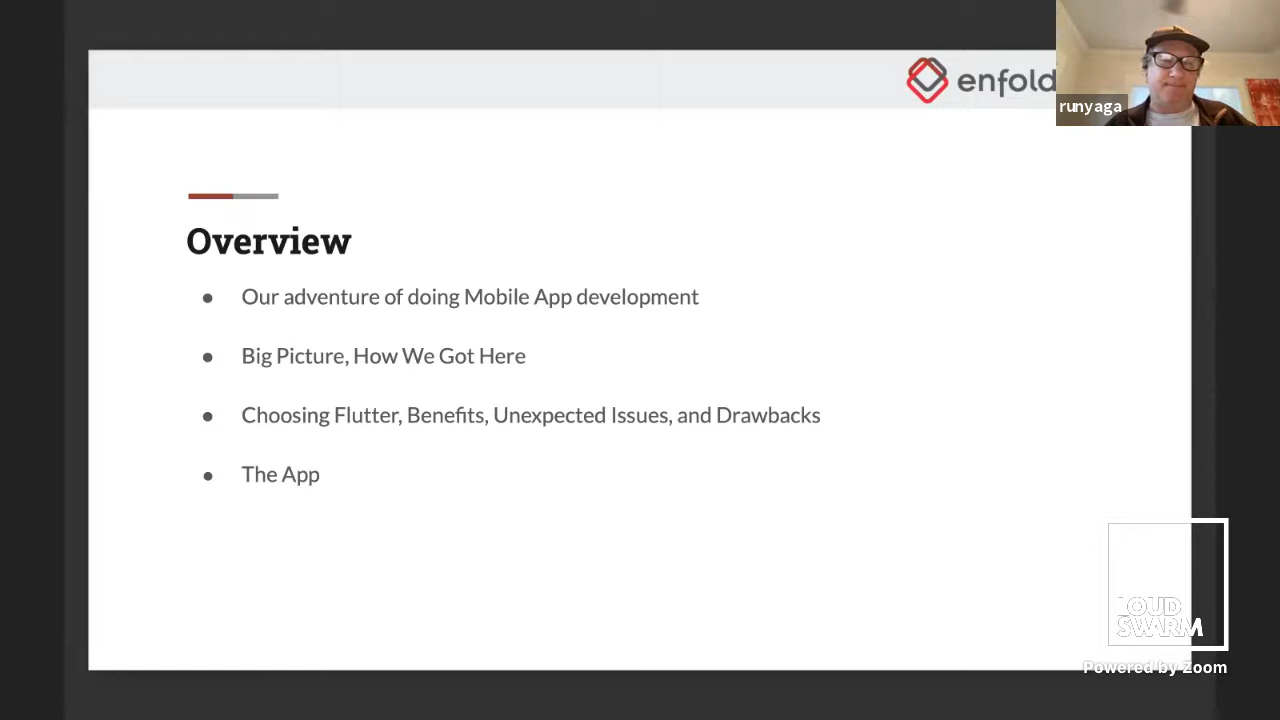 enfold
runyaga
Overview
● Our adventure of doing Mobile App development
● Big Picture, How We Got Here
● Choosing Flutter, Benefits, Unexpected Issues, and Drawbacks
● The App
LOUD
SWARM
Powered by Zoom